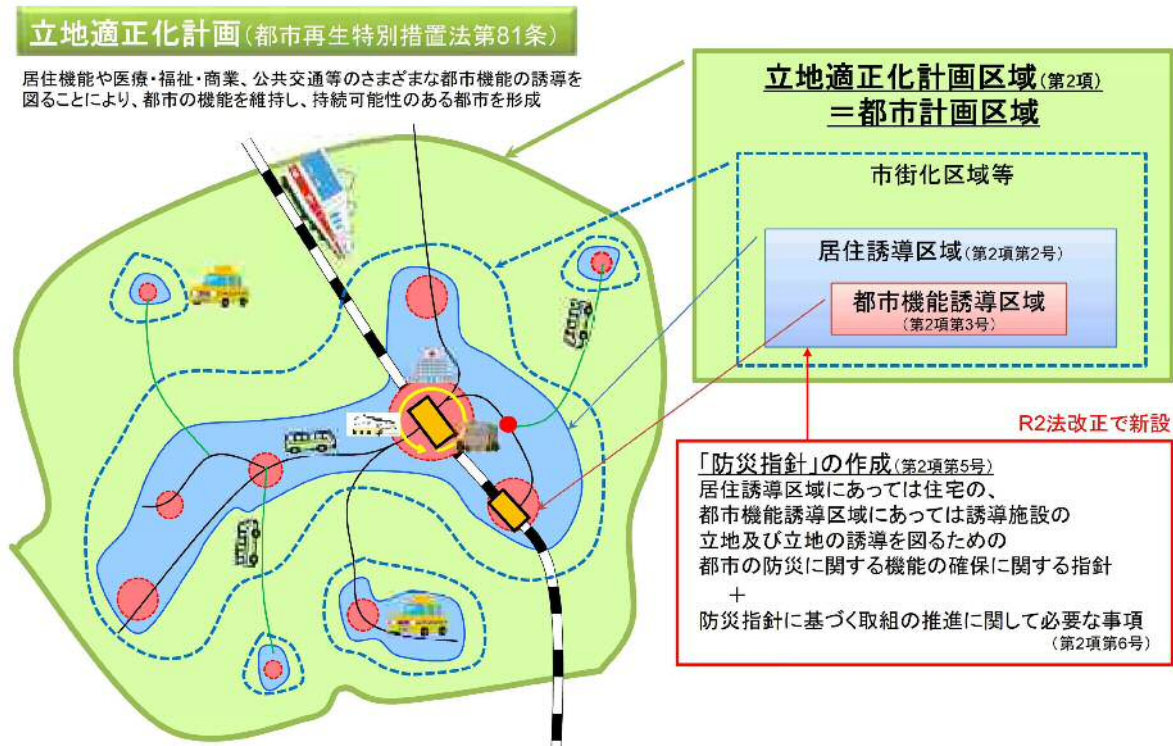 立地適正化計画(都市再生特別措置法第81条)
居住機能や医療・福祉・商業、公共交通等のさまざまな都市機能の誘導を
図ることにより、都市の機能を維持し、持続可能性のある都市を形成
立地適正化計画区域(第2項)
＝都市計画区域
市街化区域等
居住誘導区域(第2項第2号)
都市機能誘導区域
(第2項第3号)
R2法改正で新設
「防災指針」の作成(第2項第5号)
居住誘導区域にあっては住宅の、
都市機能誘導区域にあっては誘導施設の
立地及び立地の誘導を図るための
都市の防災に関する機能の確保に関する指針
＋
防災指針に基づく取組の推進に関して必要な事項
(第2項第6号)